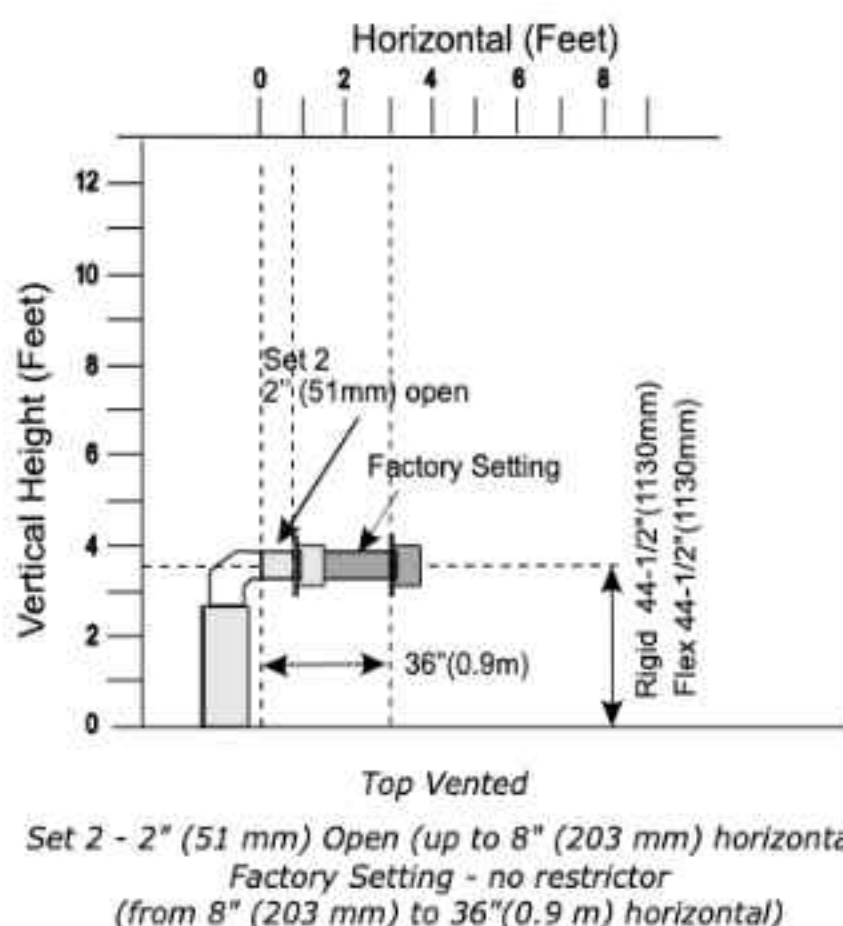 Horizontal (Feet)
0 2 4 6 8
Vertical Height (Feet)
12
10
8
6
4
2
0
Set 2
2" (51mm) open
Factory Setting
36"(0.9m)
Rigid 44-1/2"(1130mm)
Flex 44-1/2"(1130mm)
Top Vented
Set 2 - 2" (51 mm) Open (up to 8" (203 mm) horizonta
Factory Setting - no restrictor
(from 8" (203 mm) to 36"(0.9 m) horizontal)